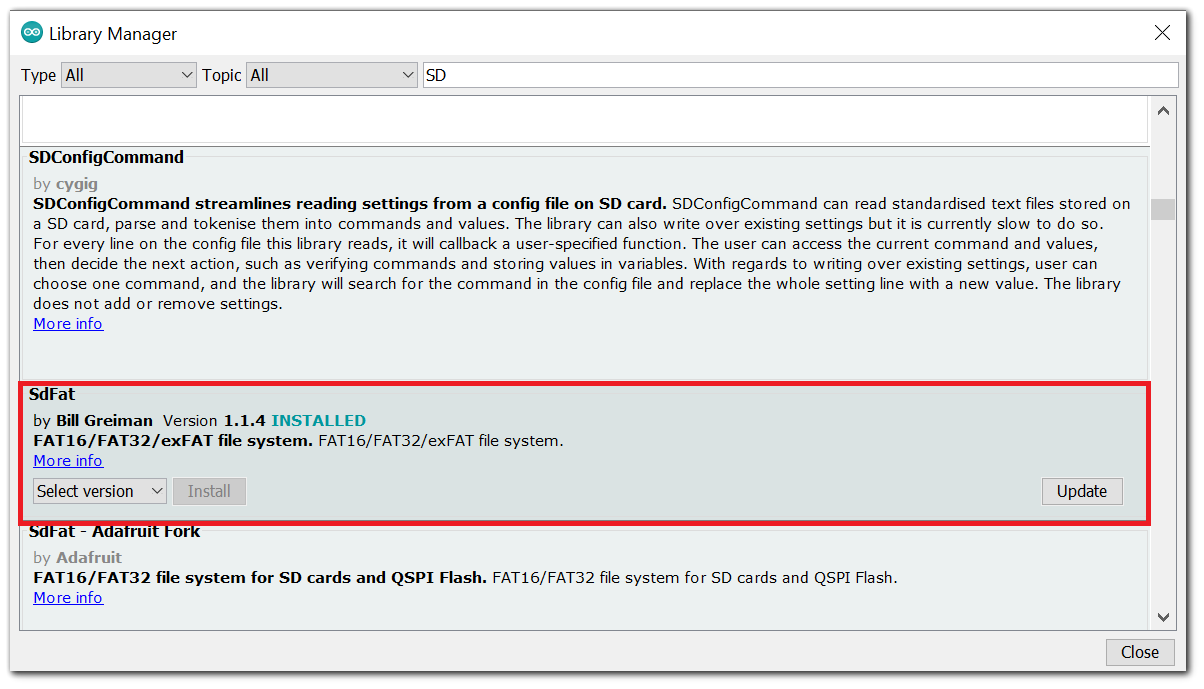 Library Manager
Type All Topic All SD
SDConfigCommand
by cygig
SDConfigCommand streamlines reading settings from a config file on SD card. SDConfigCommand can read standardised text files stored on
a SD card, parse and tokenise them into commands and values. The library can also write over existing settings but it is currently slow to do so.
For every line on the config file this library reads, it will callback a user-specified function. The user can access the current command and values,
then decide the next action, such as verifying commands and storing values in variables. With regards to writing over existing settings, user can
choose one command, and the library will search for the command in the config file and replace the whole setting line with a new value. The library
does not add or remove settings.
More info
SdFat
by Bill Greiman Version 1.1.4 INSTALLED
FAT16/FAT32/exFAT file system. FAT16/FAT32/exFAT file system.
More info
Select version Install Update
SdFat - Adafruit Fork
by Adafruit
FAT16/FAT32 file system for SD cards and QSPI Flash. FAT16/FAT32 file system for SD cards and QSPI Flash.
More info
Close